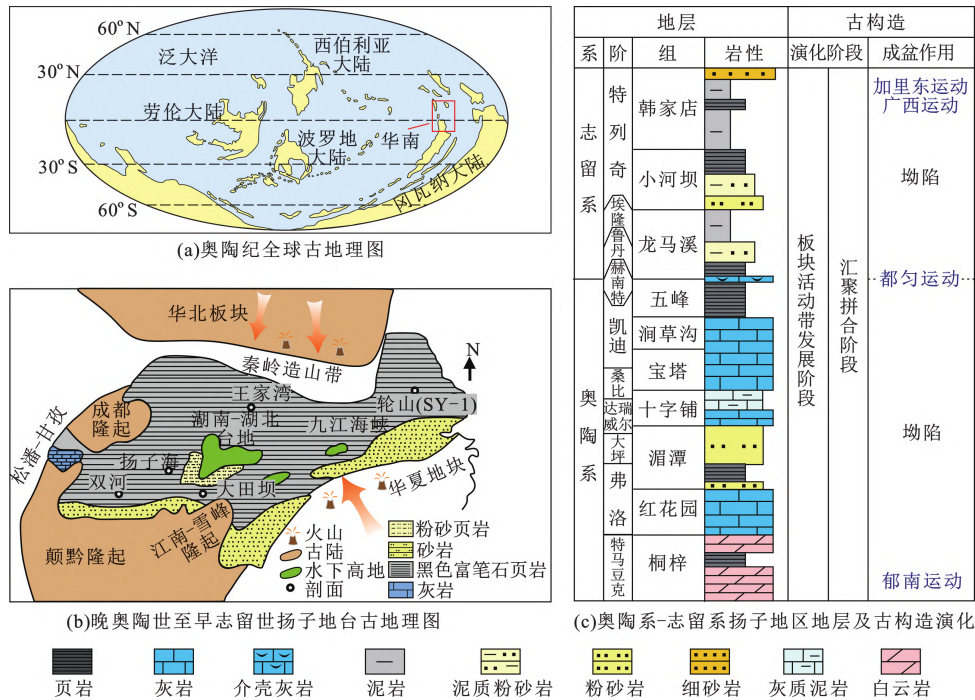 60°N
泛大洋
西伯利亚
大陆
30°N
劳伦大陆
波罗地
大陆
华南
30°S
冈瓦纳大陆
60°S
(a)奥陶纪全球古地理图
华北板块
秦岭造山带
N
王家湾
轮山(SY-1)
成都
隆起
湖南-湖北
台地
九江海峡
松潘-甘孜
扬子海
双河
大田坝
华夏地块
江南-雪峰
隆起
颠黔隆起
火山
粉砂页岩
古陆
砂岩
水下高地
黑色富笔石页岩
剖面
灰岩
(b)晚奥陶世至早志留世扬子地台古地理图
地层
古构造
系
阶
组
岩性
演化阶段
成盆作用
志留系
奥陶系
特列奇
埃隆
鲁丹
赫南特
凯迪
桑比
达瑞威尔
大坪
弗洛
特马豆克
韩家店
小河坝
龙马溪
五峰
涧草沟
宝塔
十字铺
湄潭
红花园
桐梓
板块活动带发展阶段
汇聚拼合阶段
加里东运动
广西运动
坳陷
都匀运动
坳陷
郁南运动
(c)奥陶系-志留系扬子地区地层及古构造演化
页岩
灰岩
介壳灰岩
泥岩
泥质粉砂岩
粉砂岩
细砂岩
灰质泥岩
白云岩